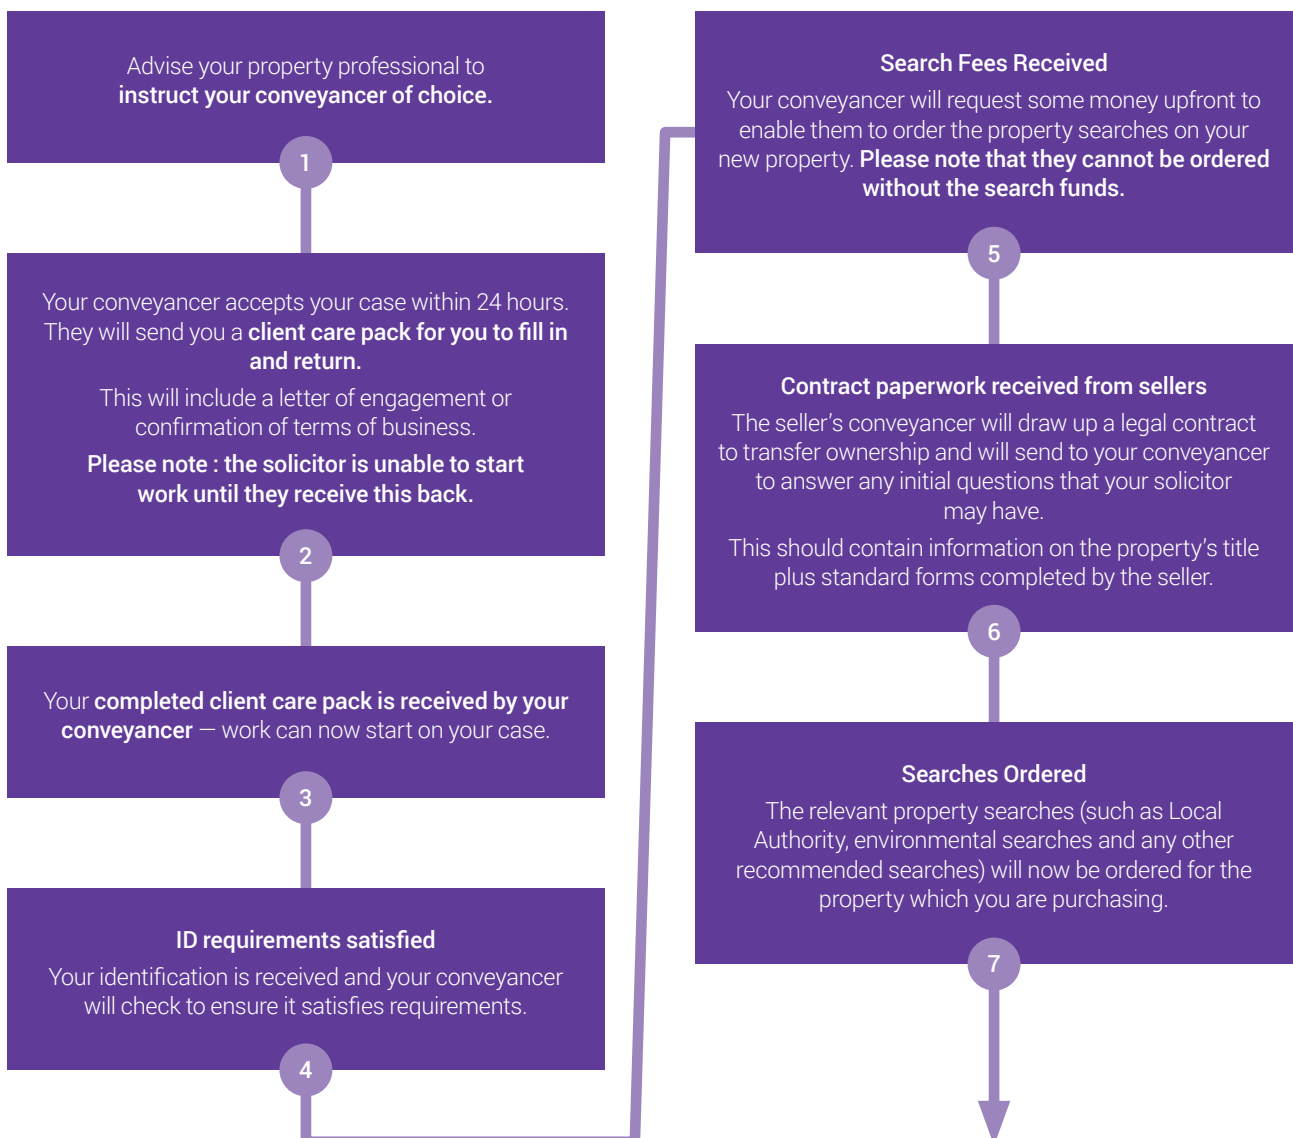 Advise your property professional to
instruct your conveyancer of choice.
1
Your conveyancer accepts your case within 24 hours.
They will send you a client care pack for you to fill in
and return.
This will include a letter of engagement or
confirmation of terms of business.
Please note : the solicitor is unable to start
work until they receive this back.
2
Your completed client care pack is received by your
conveyancer — work can now start on your case.
3
ID requirements satisfied
Your identification is received and your conveyancer
will check to ensure it satisfies requirements.
4
Search Fees Received
Your conveyancer will request some money upfront to
enable them to order the property searches on your
new property. Please note that they cannot be ordered
without the search funds.
5
Contract paperwork received from sellers
The seller’s conveyancer will draw up a legal contract
to transfer ownership and will send to your conveyancer
to answer any initial questions that your solicitor
may have.
This should contain information on the property’s title
plus standard forms completed by the seller.
6
Searches Ordered
The relevant property searches (such as Local
Authority, environmental searches and any other
recommended searches) will now be ordered for the
property which you are purchasing.
7